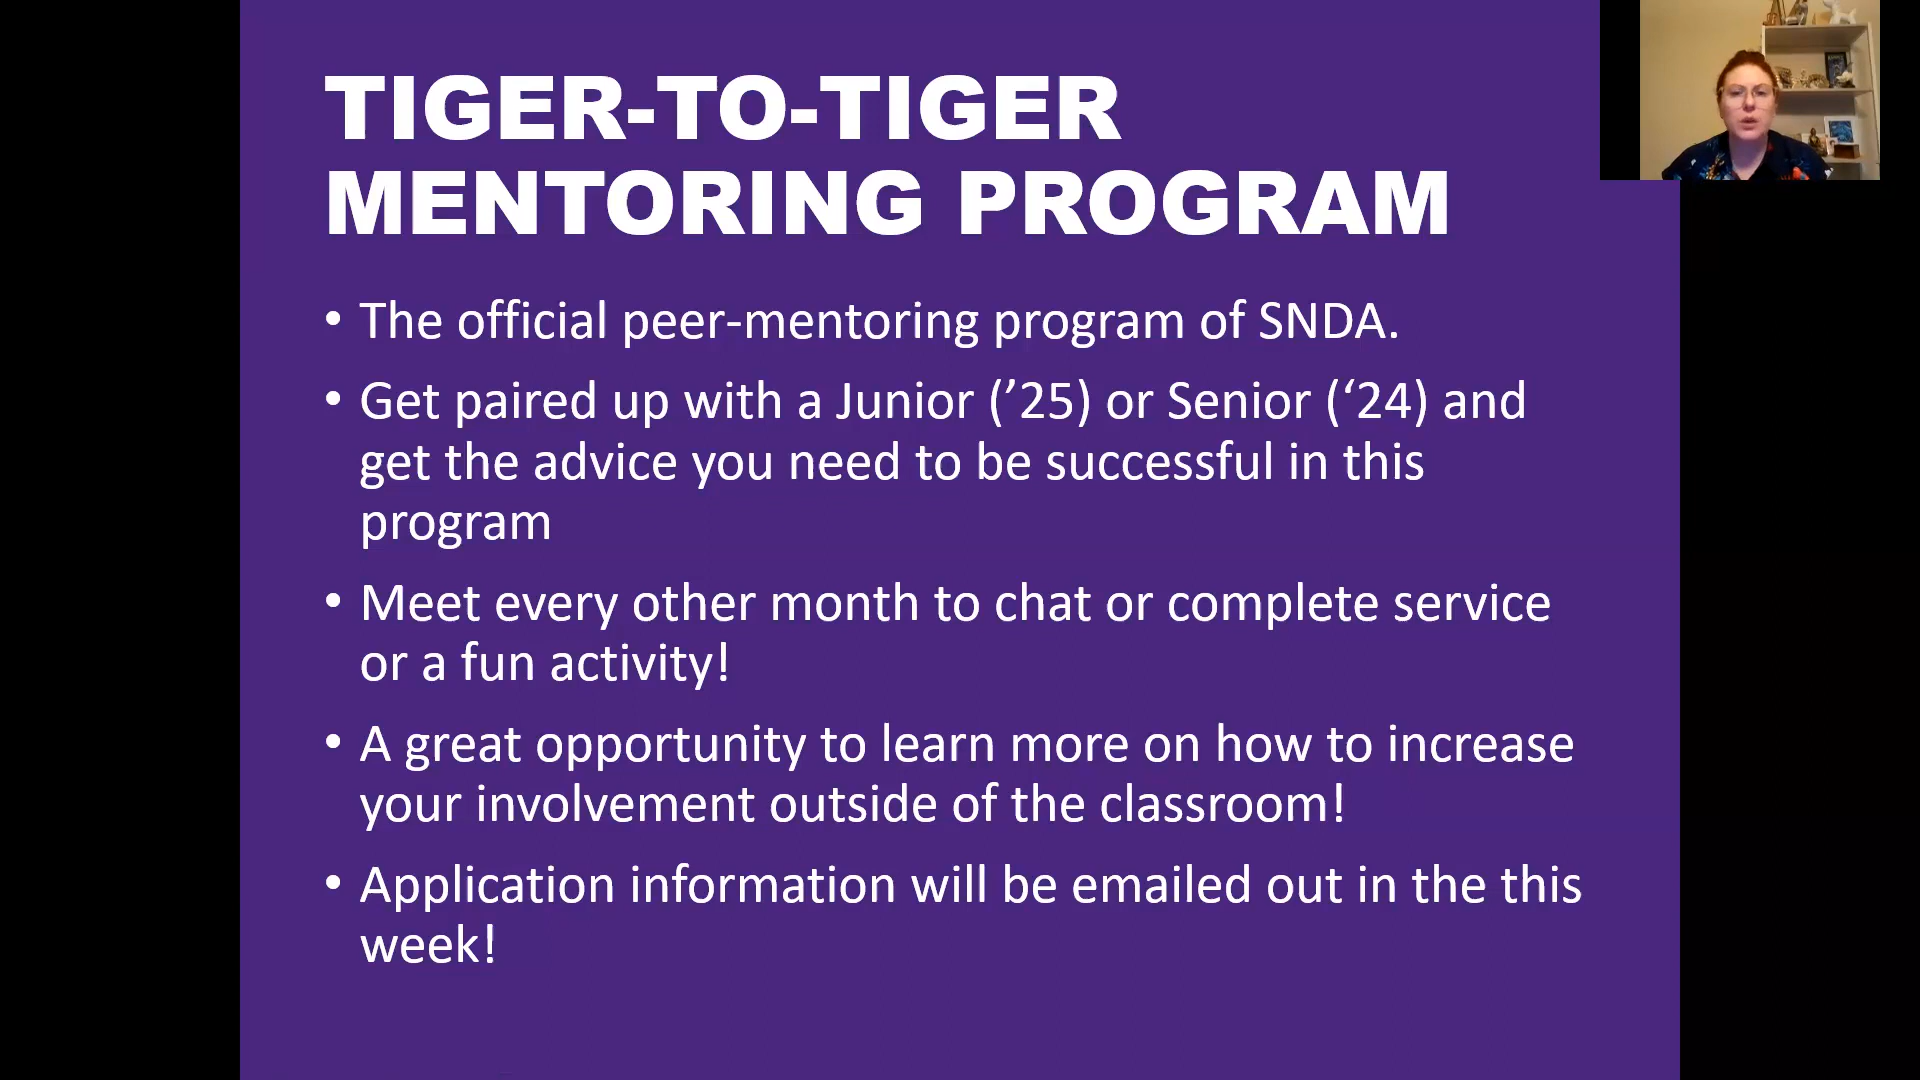 TIGER-TO-TIGER
MENTORING PROGRAM
• The official peer-mentoring program of SNDA.
• Get paired up with a Junior (’25) or Senior (‘24) and
get the advice you need to be successful in this
program
• Meet every other month to chat or complete service
or a fun activity!
• A great opportunity to learn more on how to increase
your involvement outside of the classroom!
• Application information will be emailed out in the this
week!